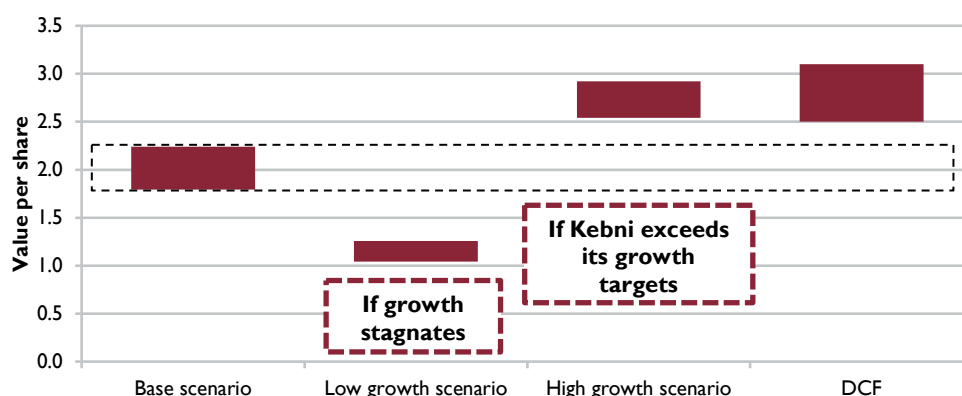 Value per share
3.5
3.0
2.5
2.0
1.5
1.0
0.5
0.0
If growth
stagnates
If Kebni exceeds
its growth
targets
Base scenario
Low growth scenario
High growth scenario
DCF